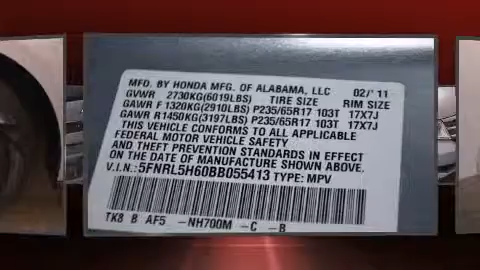 MFD. BY HONDA MFG. OF ALABAMA, LLC 02/'11
GVWR 2730KG(6019LBS) TIRE SIZE RIM SIZE
GAWR F 1320KG(2910LBS) P235/65R17 103T 17X7J
GAWR R1450KG(3197LBS) P235/65R17 103T 17X7J
THIS VEHICLE CONFORMS TO ALL APPLICABLE
FEDERAL MOTOR VEHICLE SAFETY
AND THEFT PREVENTION STANDARDS IN EFFECT
ON THE DATE OF MANUFACTURE SHOWN ABOVE.
V.I.N.: 5FNRL5H60BB055413 TYPE: MPV
TK8 B AF5 -NH700M -C -B